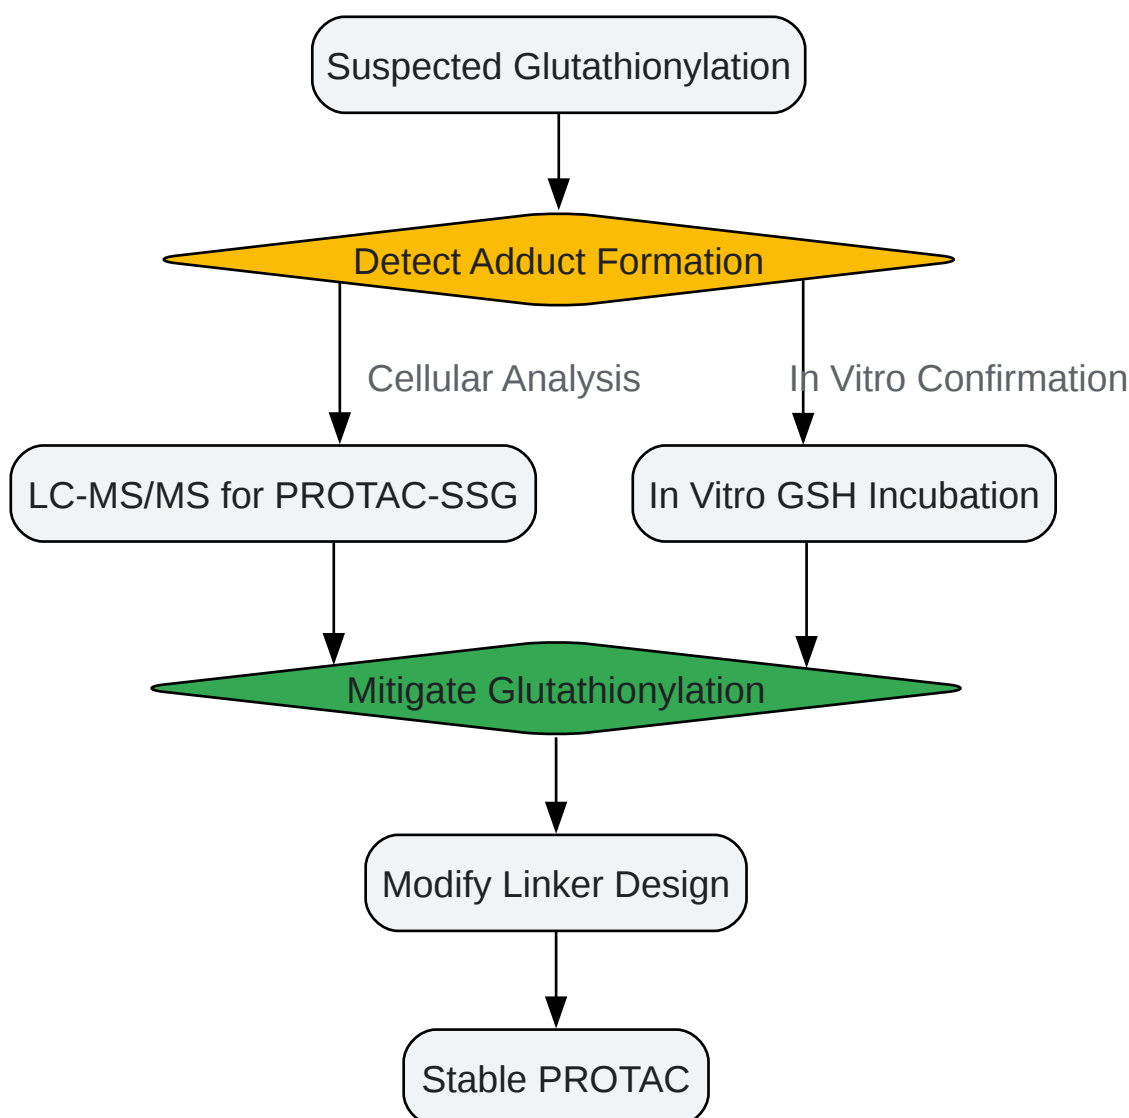 Suspected Glutathionylation
Detect Adduct Formation
Cellular Analysis
In Vitro Confirmation
LC-MS/MS for PROTAC-SSG
In Vitro GSH Incubation
Mitigate Glutathionylation
Modify Linker Design
Stable PROTAC